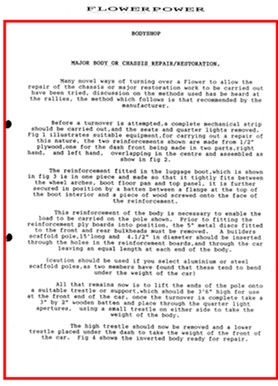 FLOWERPOWER
BODYSHOP
MAJOR BODY OR CHASSIS REPAIR/RESTORATION.
Many novel ways of turning over a Flower to allow the
repair of the chassis or major restoration work to be carried out
have been tried, discussion on the methods used has be heard at
the rallies, the method which follows is that recommended by the
manufacturer.
Before a turnover is attempted,a complete mechanical strip
should be carried out,and the seats and quarter lights removed.
Fig 1 illustrates suitable equipment,for carrying out a repair of
this nature, the two reinforcements shown are made from 1/2"
plywood,one for the dash front being made in two parts,right
hand, and left hand, overlapping in the centre and assembled as
show in fig 2.
The reinforcement fitted in the luggage boot,which is shown
in fig 3 is in one piece and made so that it tightly fits between
the wheel arches, boot floor pan and top panel, it is further
secured in position by a batten between a flange at the top of
the boot interior and a piece of wood screwed onto the face of
the reinforcement.
This reinforcement of the body is necessary to enable the
load to be carried on the pole shown. Prior to fitting the
reinforcement ply boards into position, the 5" metal discs fitted
to the front and rear bulkheads must be removed. A builders
scaffold pole,15'long and 4.1/2" in diameter should be inserted
through the holes in the reinforcement boards,and through the car
leaving an equal length at each end of the body.
(caution should be used if you select aluminium or steel
scaffold poles,as two members have found that these tend to bend
under the weight of the car)
All that remains now is to lift the ends of the pole onto
a suitable trestle or support,which should be 3'6" high for use
at the front end of the car. once the turnover is complete take a
3" by 2" wooden batten and place through the quarter light
apertures, using a small trestle on either side to take the
weight of the body.
The high trestle should now be removed and a lower
trestle placed under the dash to take the weight of the front of
the car. Fig 4 shows the inverted body ready for repair.